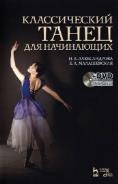 КЛАССИЧЕСКИЙ
ТАНЕЦ
ДЛЯ НАЧИНАЮЩИХ
Н. А. АЛЕКСАНДРОВА
Е. А. МАЛАШЕВСКАЯ
DVD